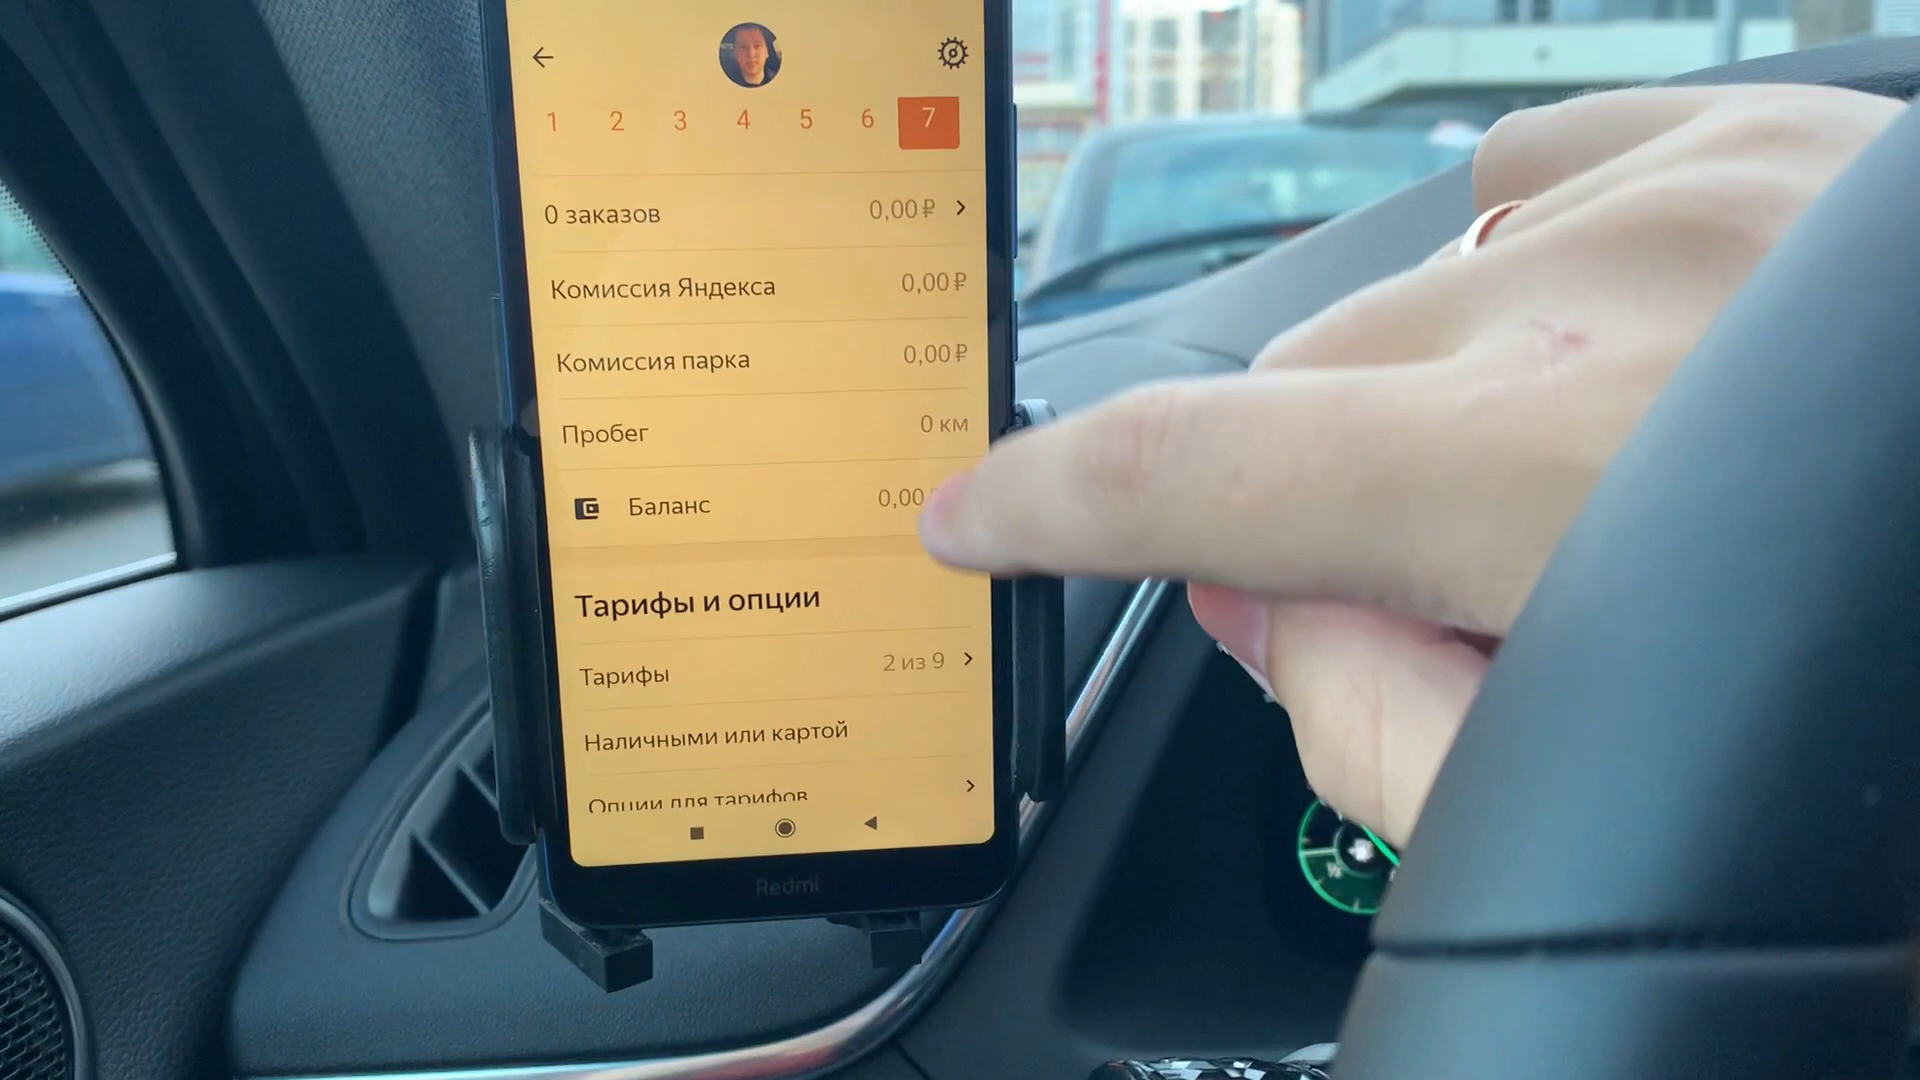 1 2 3 4 5 6 7
0 заказов 0,00 ₽
Комиссия Яндекса 0,00 ₽
Комиссия парка 0,00 ₽
Пробег 0 км
Баланс 0,00
Тарифы и опции
Тарифы 2 из 9
Наличными или картой
Опции для тарифов
Redmi